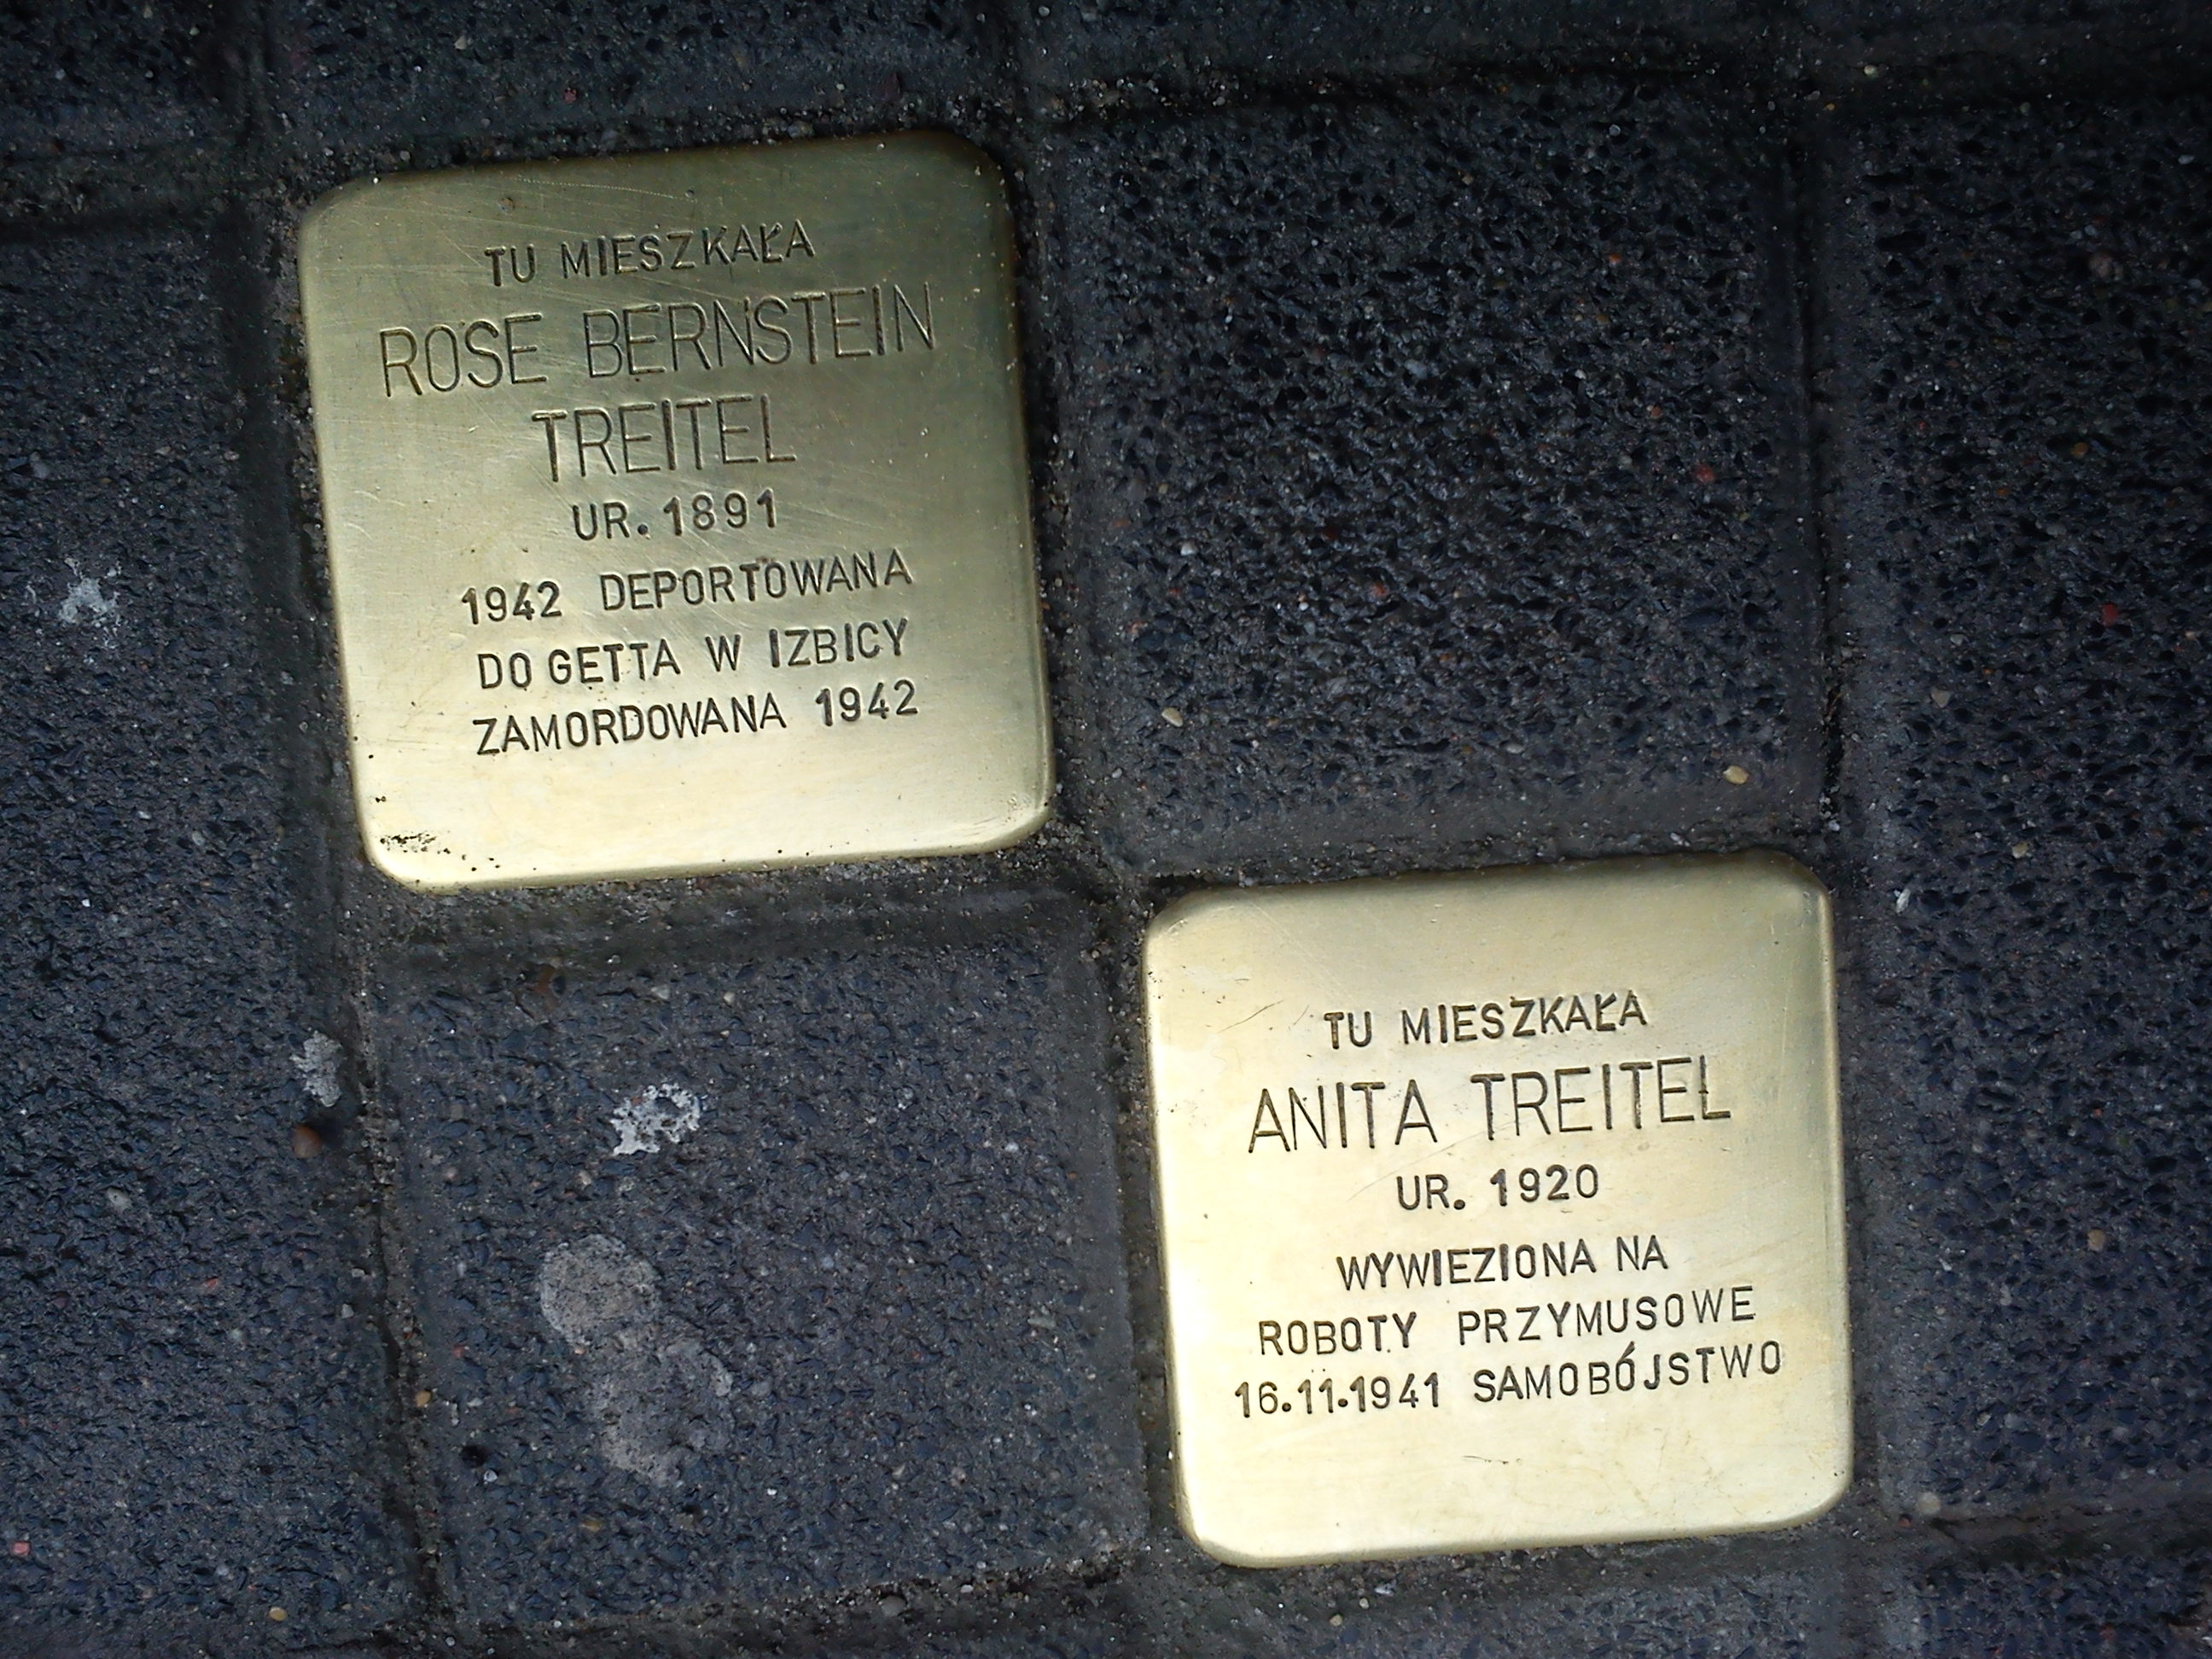 TU MIESZKAŁA
ROSE BERNSTEIN
TREITEL
UR. 1891
1942 DEPORTOWANA
DO GETTA W IZBICY
ZAMORDOWANA 1942
TU MIESZKAŁA
ANITA TREITEL
UR. 1920
WYWIEZIONA NA
ROBOTY PRZYMUSOWE
16.11.1941 SAMOBÓJSTWO